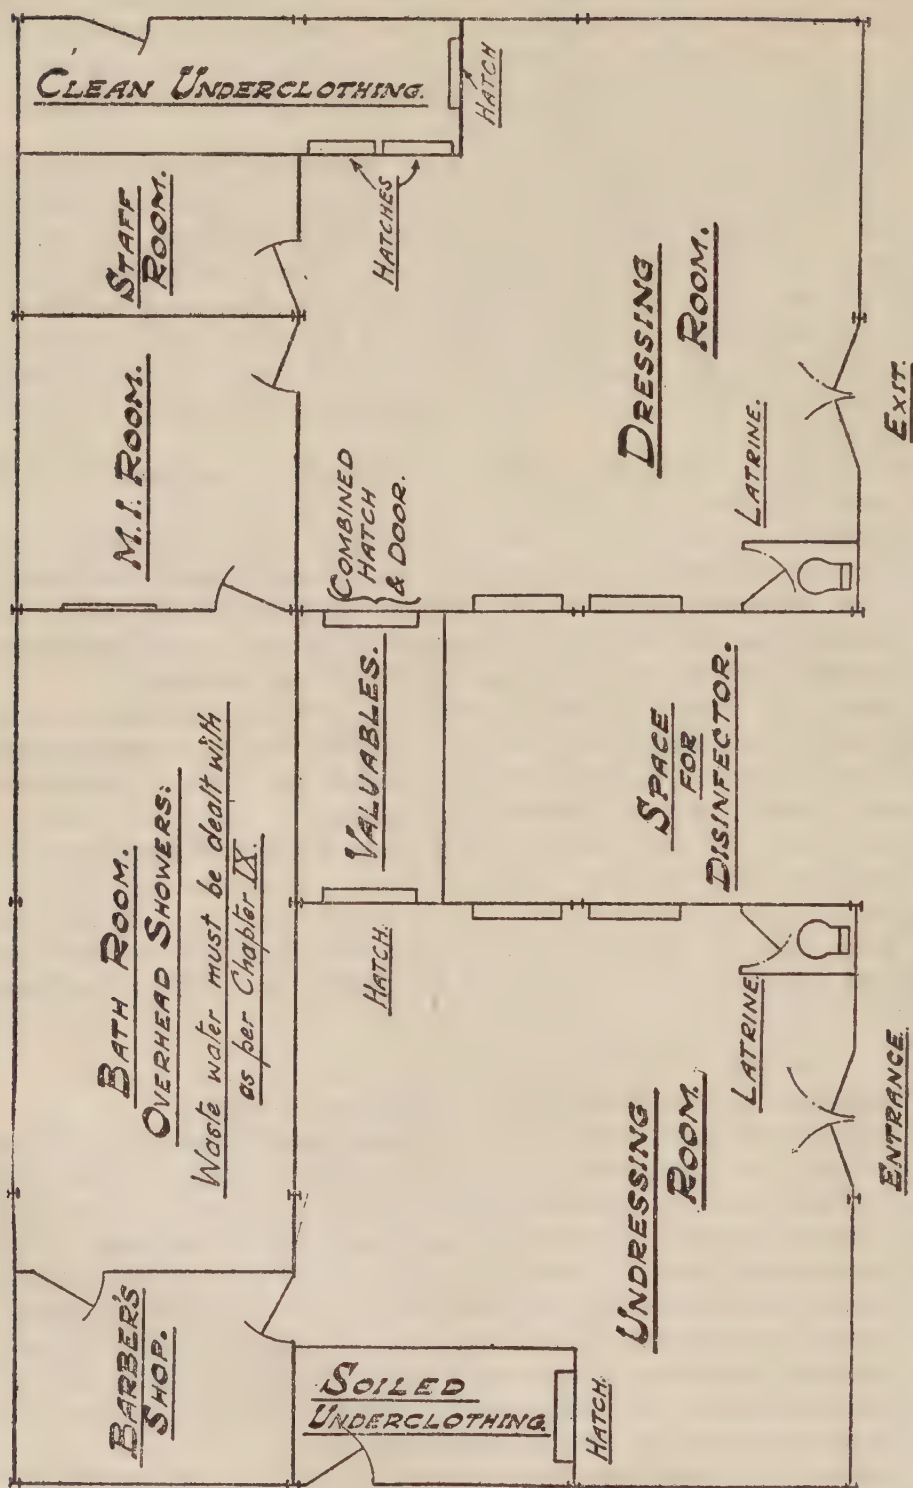 BARBER'S
SHOP.
BATH ROOM.
OVERHEAD SHOWERS:
Waste water must be dealt with
as per Chapter IX.
M.I. ROOM.
STAFF
ROOM.
CLEAN UNDERCLOTHING.
SOILED
UNDERCLOTHING.
HATCH.
HATCH.
VALUABLES.
COMBINED
HATCH
& DOOR.
HATCHES
HATCH
UNDRESSING
ROOM.
LATRINE.
SPACE
FOR
DISINFECTOR.
DRESSING
ROOM.
LATRINE.
ENTRANCE.
EXIT.